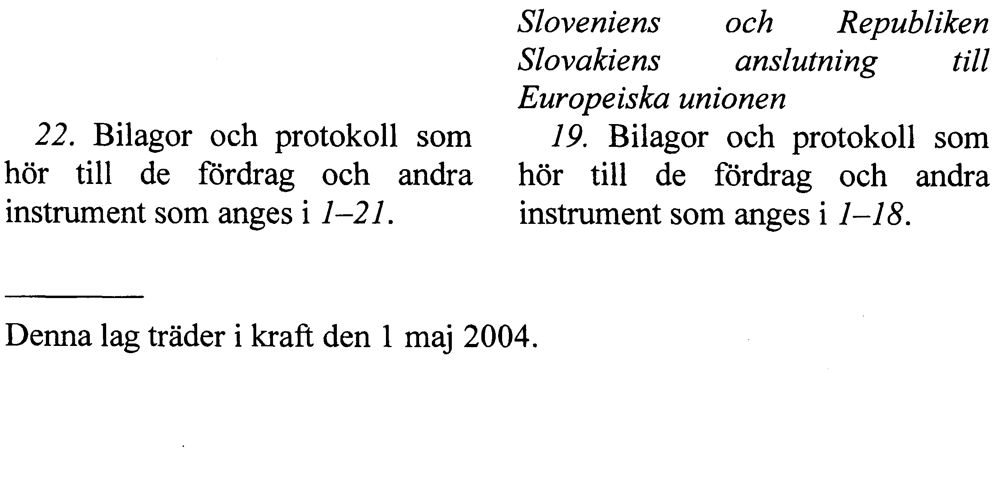 Sloveniens och Republiken
Slovakiens anslutning till
Europeiska unionen
22. Bilagor och protokoll som
hör till de fördrag och andra
instrument som anges i 1–21.
19. Bilagor och protokoll som
hör till de fördrag och andra
instrument som anges i 1–18.
Denna lag träder i kraft den 1 maj 2004.